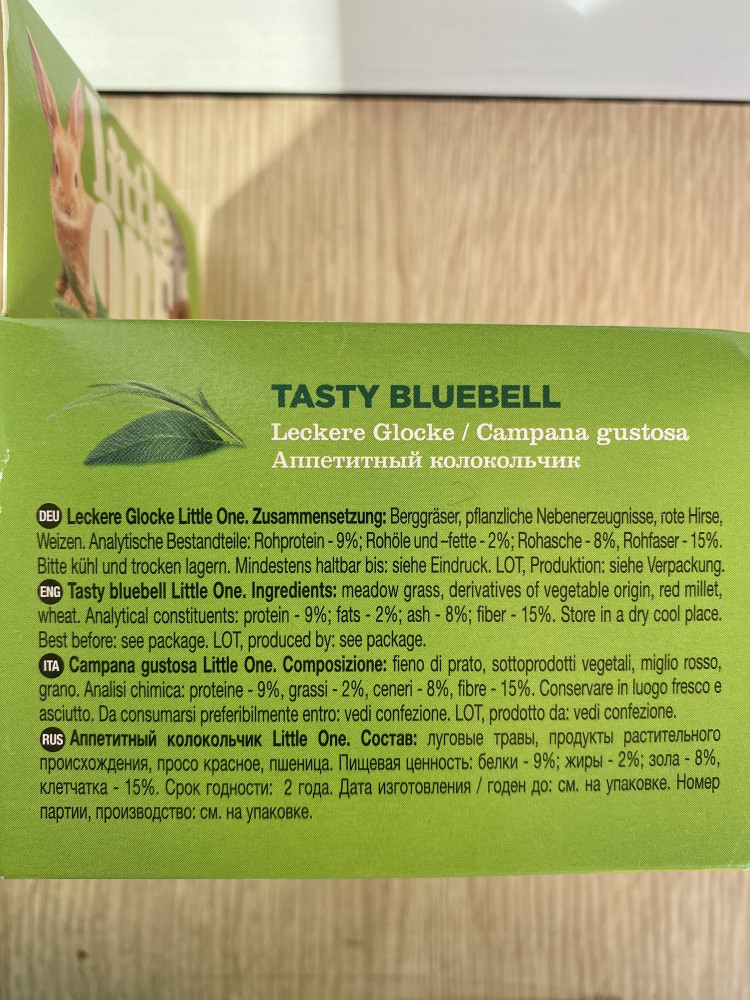 Little
One
TASTY BLUEBELL
Leckere Glocke / Campana gustosa
Аппетитный колокольчик
DEU Leckere Glocke Little One. Zusammensetzung: Berggräser, pflanzliche Nebenerzeugnisse, rote Hirse,
Weizen. Analytische Bestandteile: Rohprotein - 9%; Rohöle und –fette - 2%; Rohasche - 8%, Rohfaser - 15%.
Bitte kühl und trocken lagern. Mindestens haltbar bis: siehe Eindruck. LOT, Produktion: siehe Verpackung.
ENG Tasty bluebell Little One. Ingredients: meadow grass, derivatives of vegetable origin, red millet,
wheat. Analytical constituents: protein - 9%; fats - 2%; ash - 8%; fiber - 15%. Store in a dry cool place.
Best before: see package. LOT, produced by: see package.
ITA Campana gustosa Little One. Composizione: fieno di prato, sottoprodotti vegetali, miglio rosso,
grano. Analisi chimica: proteine - 9%, grassi - 2%, ceneri - 8%, fibre - 15%. Conservare in luogo fresco e
asciutto. Da consumarsi preferibilmente entro: vedi confezione. LOT, prodotto da: vedi confezione.
RUS Аппетитный колокольчик Little One. Состав: луговые травы, продукты растительного
происхождения, просо красное, пшеница. Пищевая ценность: белки - 9%; жиры - 2%; зола - 8%,
клетчатка - 15%. Срок годности: 2 года. Дата изготовления / годен до: см. на упаковке. Номер
партии, производство: см. на упаковке.